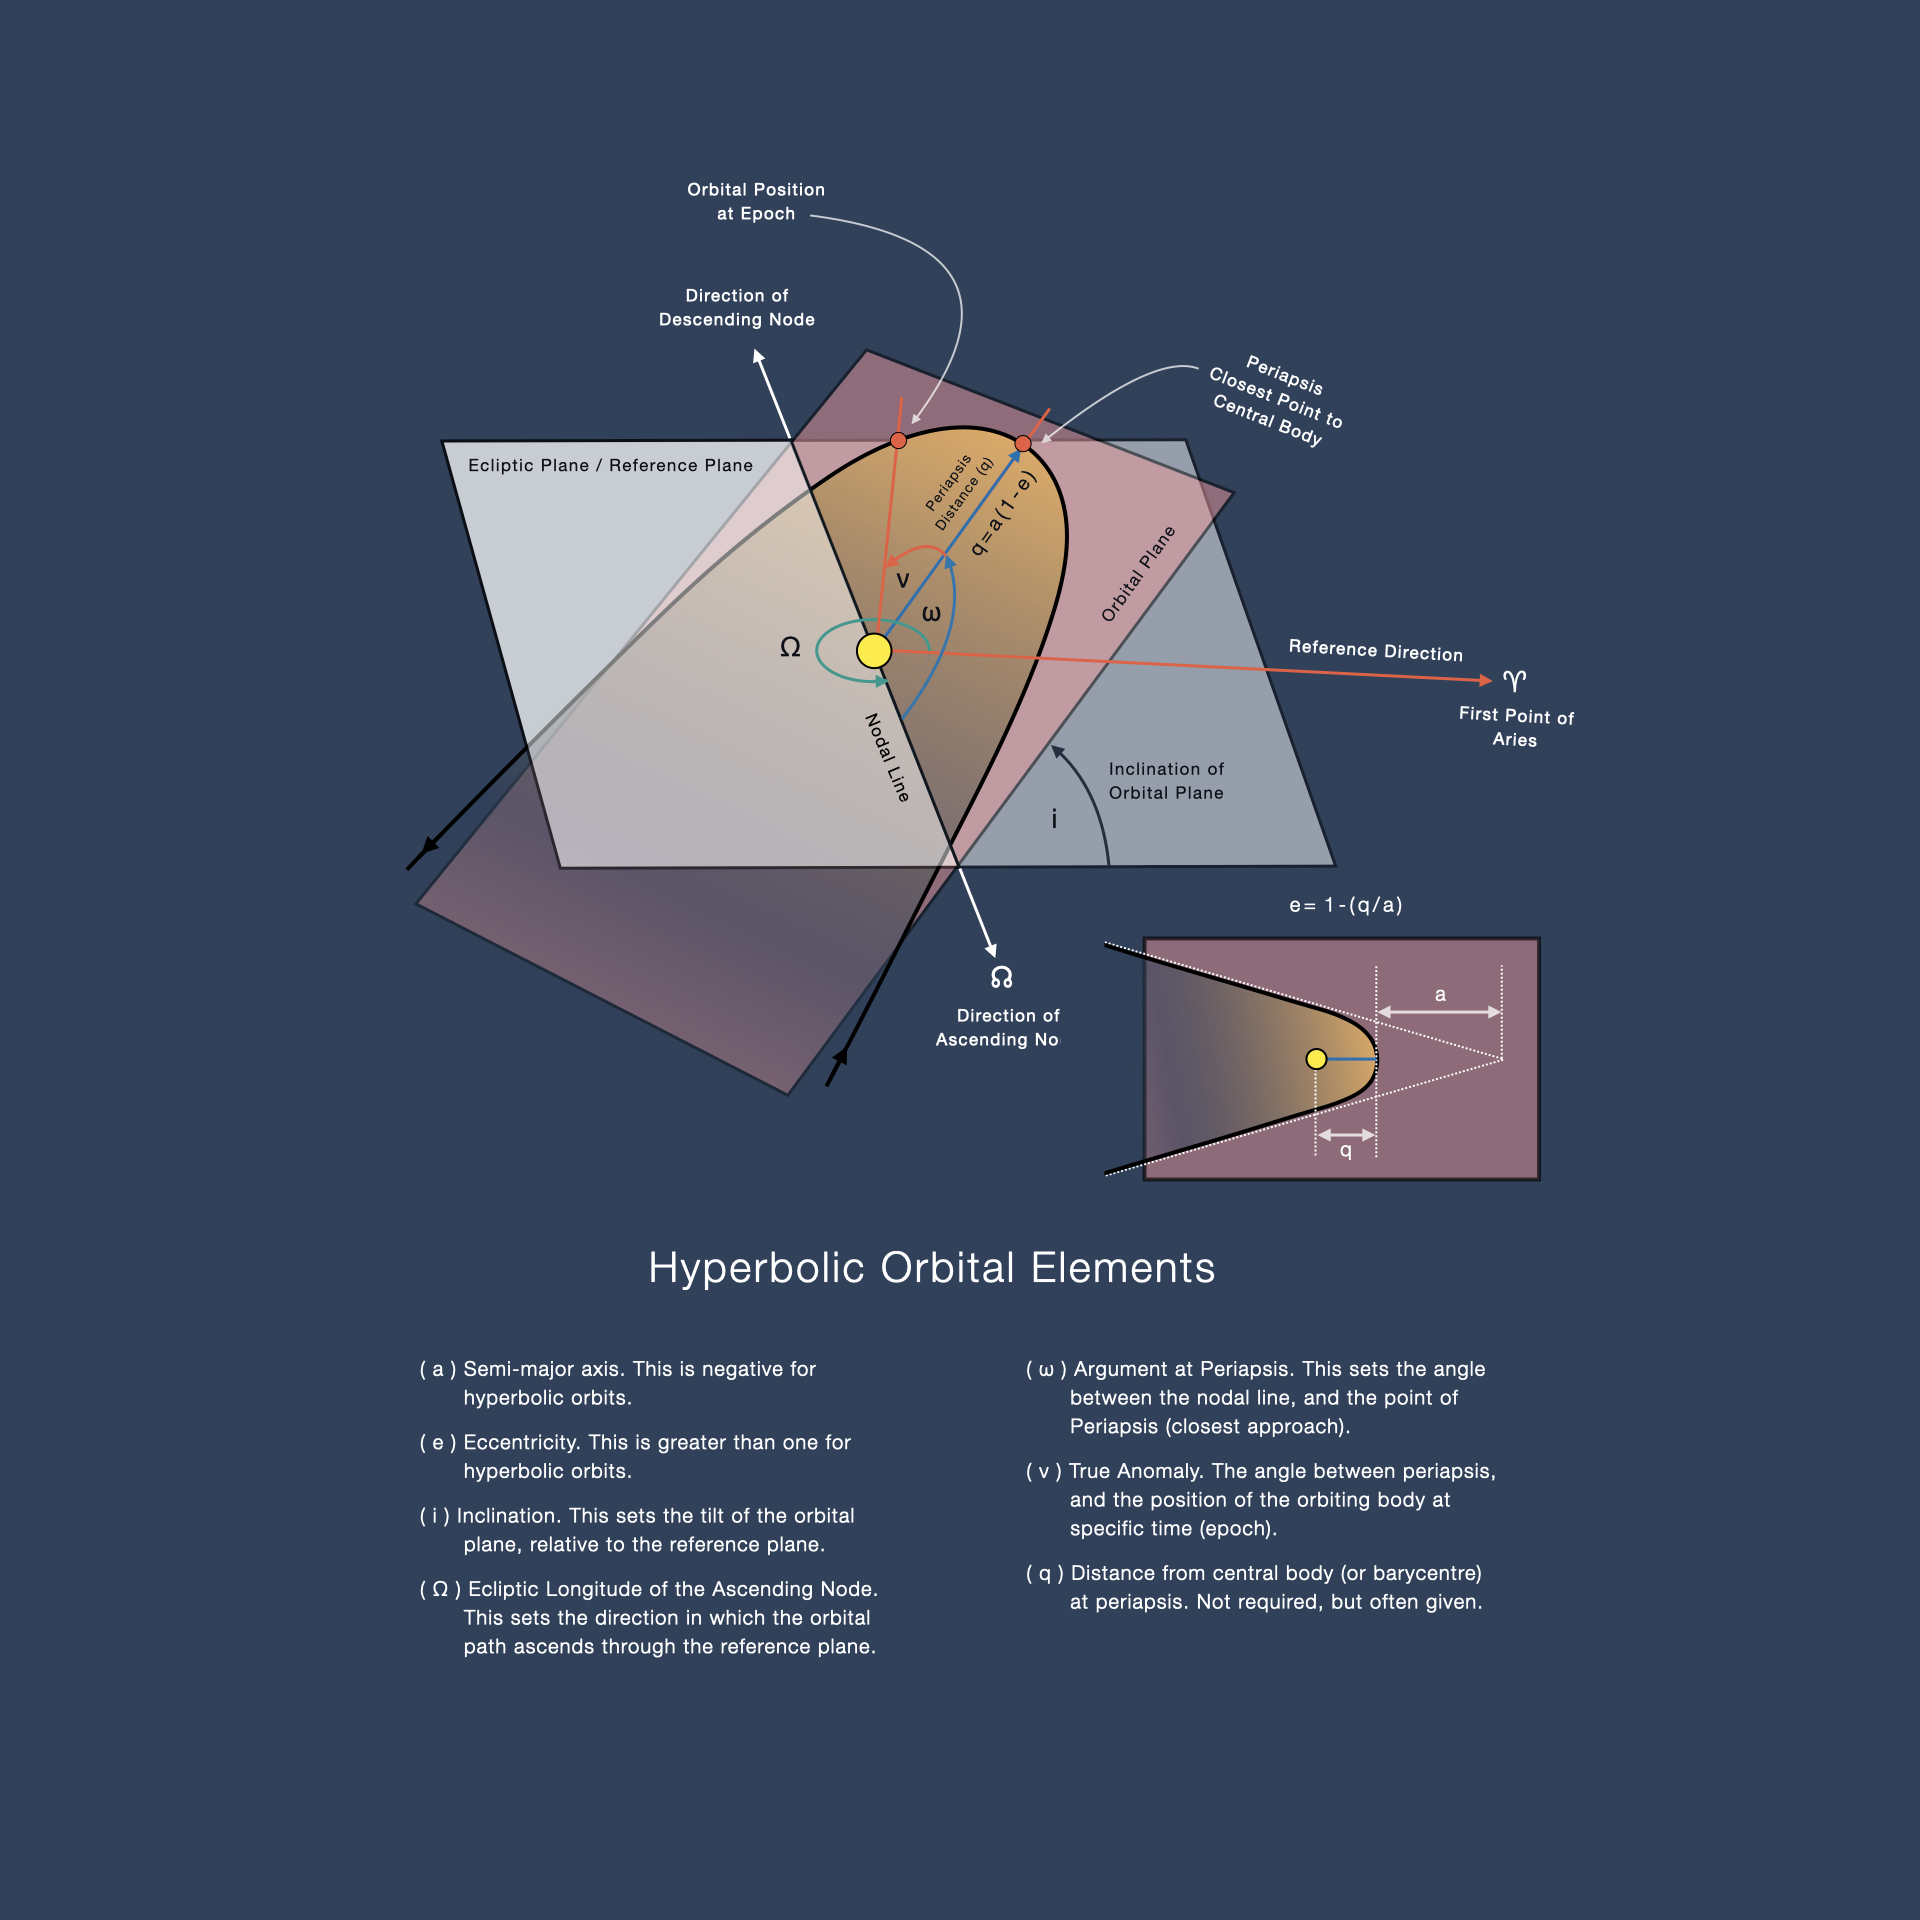 Orbital Position
at Epoch
Direction of
Descending Node
Periapsis
Closest Point to
Central Body
Ecliptic Plane / Reference Plane
Periapsis
Distance (q)
q=a(1-e)
Orbital Plane
ν
ω
Ω
Reference Direction
♈
First Point of
Aries
Nodal Line
Inclination of
Orbital Plane
i
☊
Direction of
Ascending No
e= 1-(q/a)
a
q
Hyperbolic Orbital Elements
( a ) Semi-major axis. This is negative for
hyperbolic orbits.
( e ) Eccentricity. This is greater than one for
hyperbolic orbits.
( i ) Inclination. This sets the tilt of the orbital
plane, relative to the reference plane.
( Ω ) Ecliptic Longitude of the Ascending Node.
This sets the direction in which the orbital
path ascends through the reference plane.
( ω ) Argument at Periapsis. This sets the angle
between the nodal line, and the point of
Periapsis (closest approach).
( ν ) True Anomaly. The angle between periapsis,
and the position of the orbiting body at
specific time (epoch).
( q ) Distance from central body (or barycentre)
at periapsis. Not required, but often given.